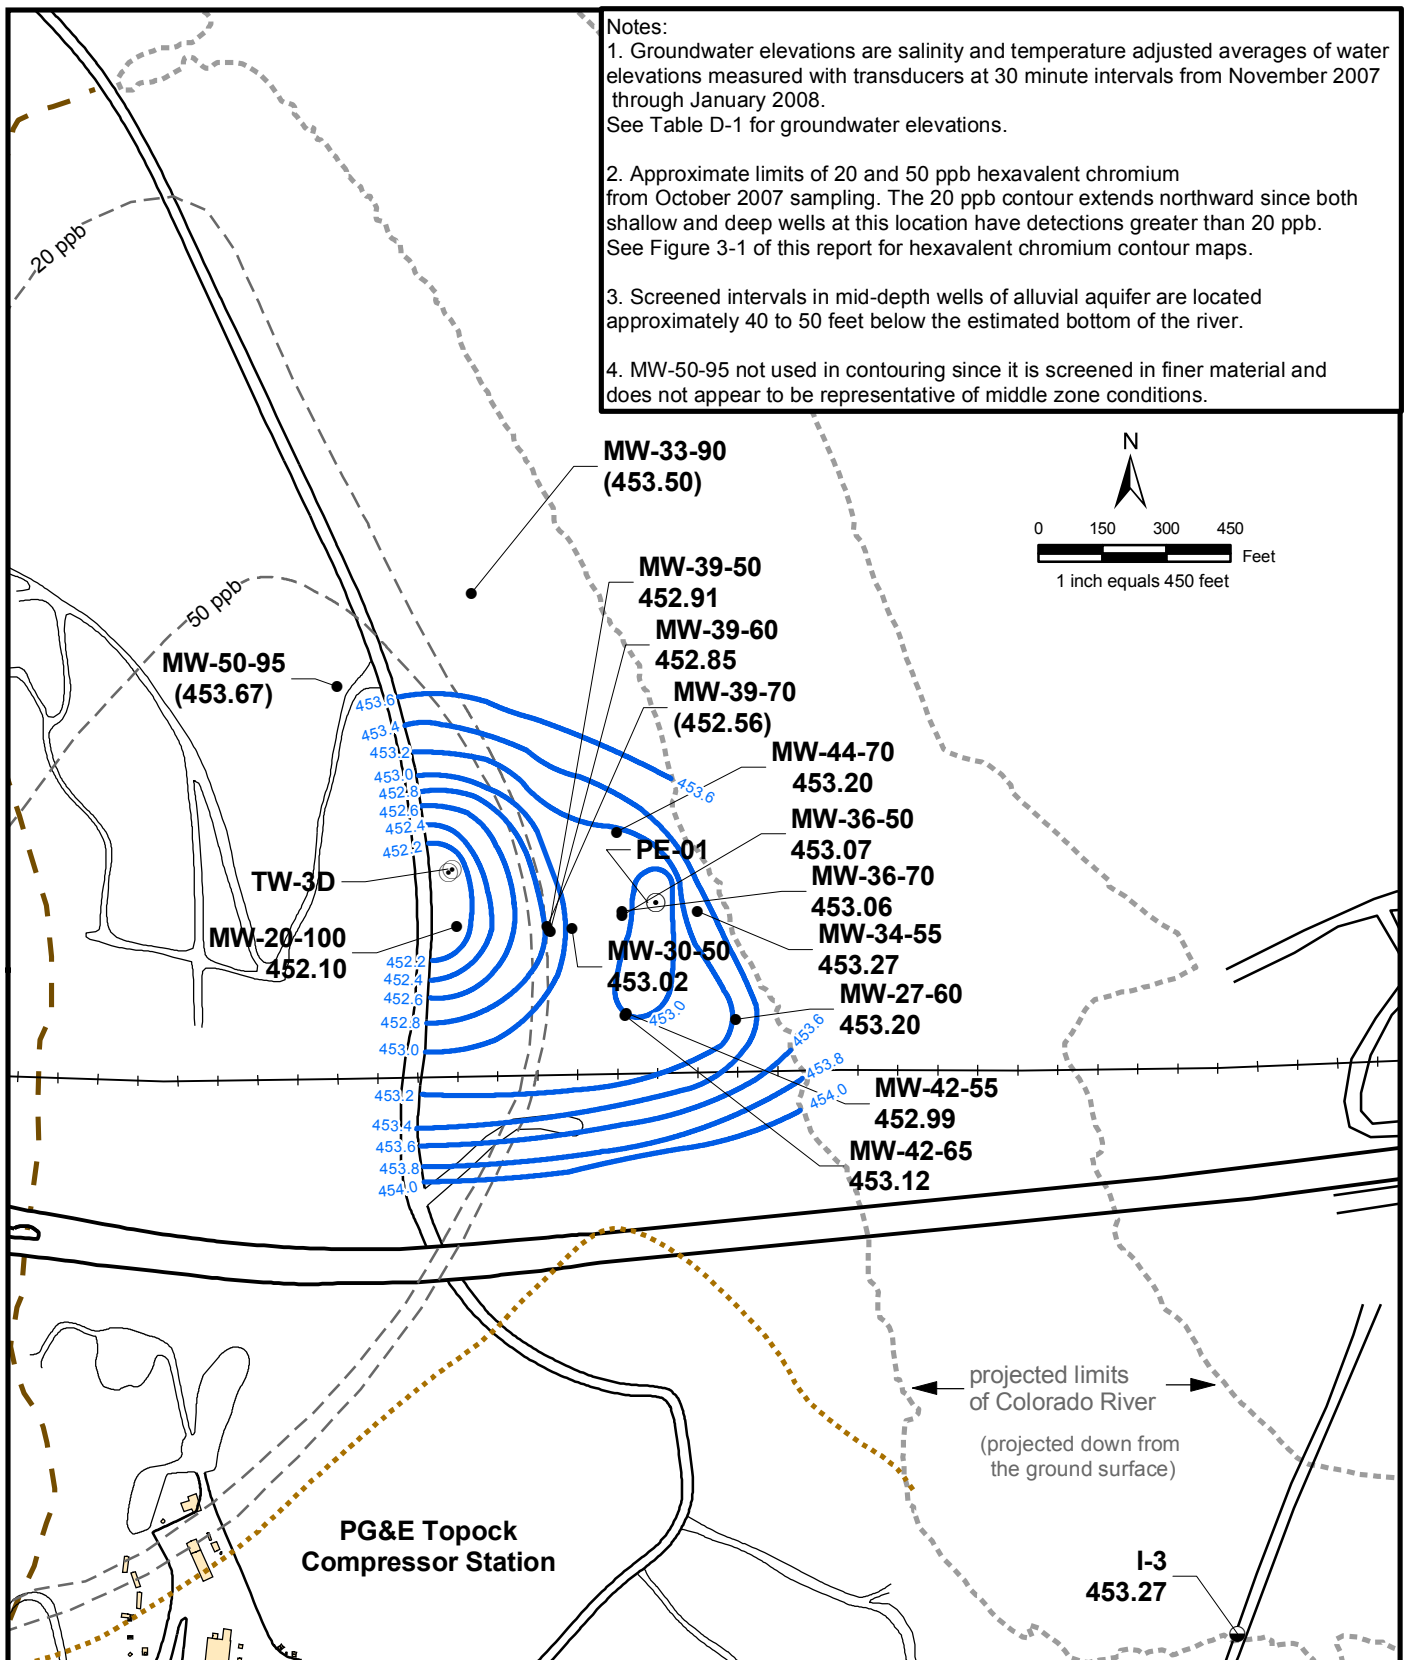 Notes:
1. Groundwater elevations are salinity and temperature adjusted averages of water
elevations measured with transducers at 30 minute intervals from November 2007
through January 2008.
See Table D-1 for groundwater elevations.
2. Approximate limits of 20 and 50 ppb hexavalent chromium
from October 2007 sampling. The 20 ppb contour extends northward since both
shallow and deep wells at this location have detections greater than 20 ppb.
See Figure 3-1 of this report for hexavalent chromium contour maps.
3. Screened intervals in mid-depth wells of alluvial aquifer are located
approximately 40 to 50 feet below the estimated bottom of the river.
4. MW-50-95 not used in contouring since it is screened in finer material and
does not appear to be representative of middle zone conditions.
20 ppb
N
0 150 300 450
Feet
1 inch equals 450 feet
MW-33-90
(453.50)
50 ppb
MW-39-50
452.91
MW-39-60
452.85
MW-39-70
(452.56)
MW-50-95
(453.67)
MW-44-70
453.20
MW-36-50
453.07
MW-36-70
453.06
MW-34-55
453.27
MW-27-60
453.20
PE-01
TW-3D
MW-20-100
452.10
MW-30-50
453.02
MW-42-55
452.99
MW-42-65
453.12
453.6
453.4
453.2
453.0
452.8
452.6
452.4
452.2
453.6
452.2
452.4
452.6
452.8
453.0
453.0
453.2
453.4
453.6
453.8
454.0
453.6
453.8
454.0
projected limits
of Colorado River
(projected down from
the ground surface)
PG&E Topock
Compressor Station
I-3
453.27